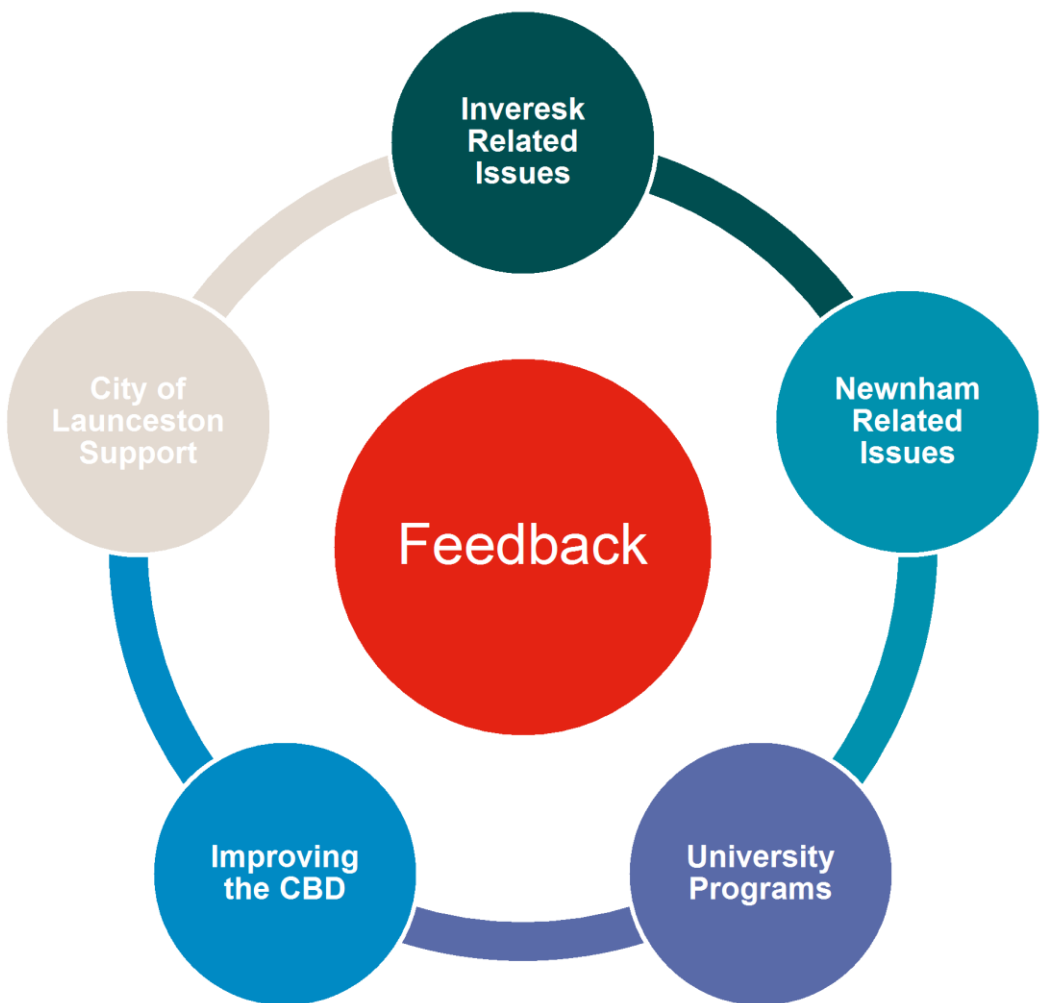 Inveresk
Related
Issues
City of
Launceston
Support
Newnham
Related
Issues
Feedback
Improving
the CBD
University
Programs